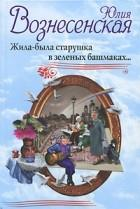 Юлия
Вознесенская
Жила-была старушка
в зеленых башмаках...